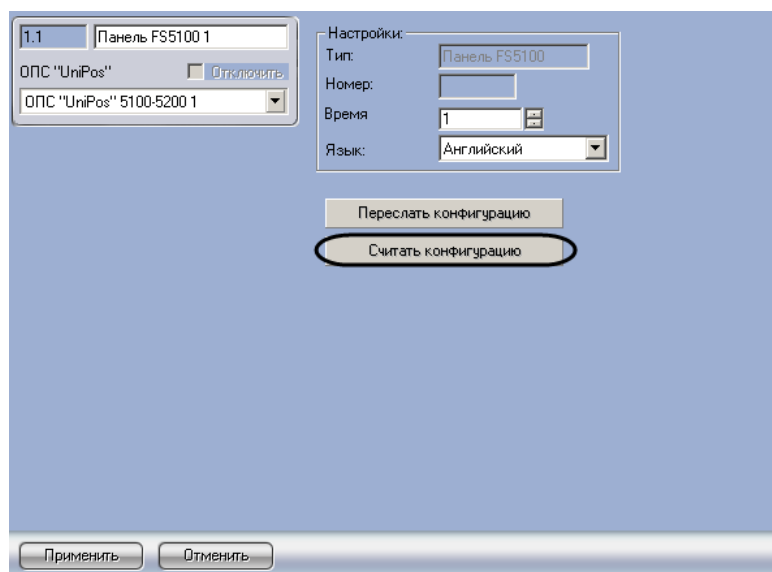 1.1
Панель FS5100 1
ОПС "UniPos"
Отключить
ОПС "UniPos" 5100-5200 1
Настройки:
Тип:
Панель FS5100
Номер:
Время
1
Язык:
Английский
Переслать конфигурацию
Считать конфигурацию
Применить
Отменить